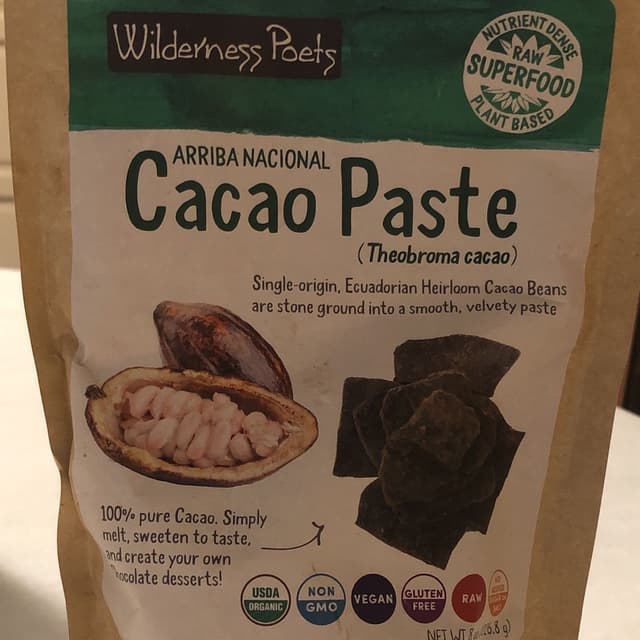 Wilderness Poets
NUTRIENT DENSE
RAW
SUPERFOOD
PLANT BASED
ARRIBA NACIONAL
Cacao Paste
(Theobroma cacao)
Single-origin, Ecuadorian Heirloom Cacao Beans
are stone ground into a smooth, velvety paste
100% pure Cacao. Simply
melt, sweeten to taste,
and create your own
chocolate desserts!
USDA
ORGANIC
NON
GMO
VEGAN
GLUTEN
FREE
RAW
NET WT